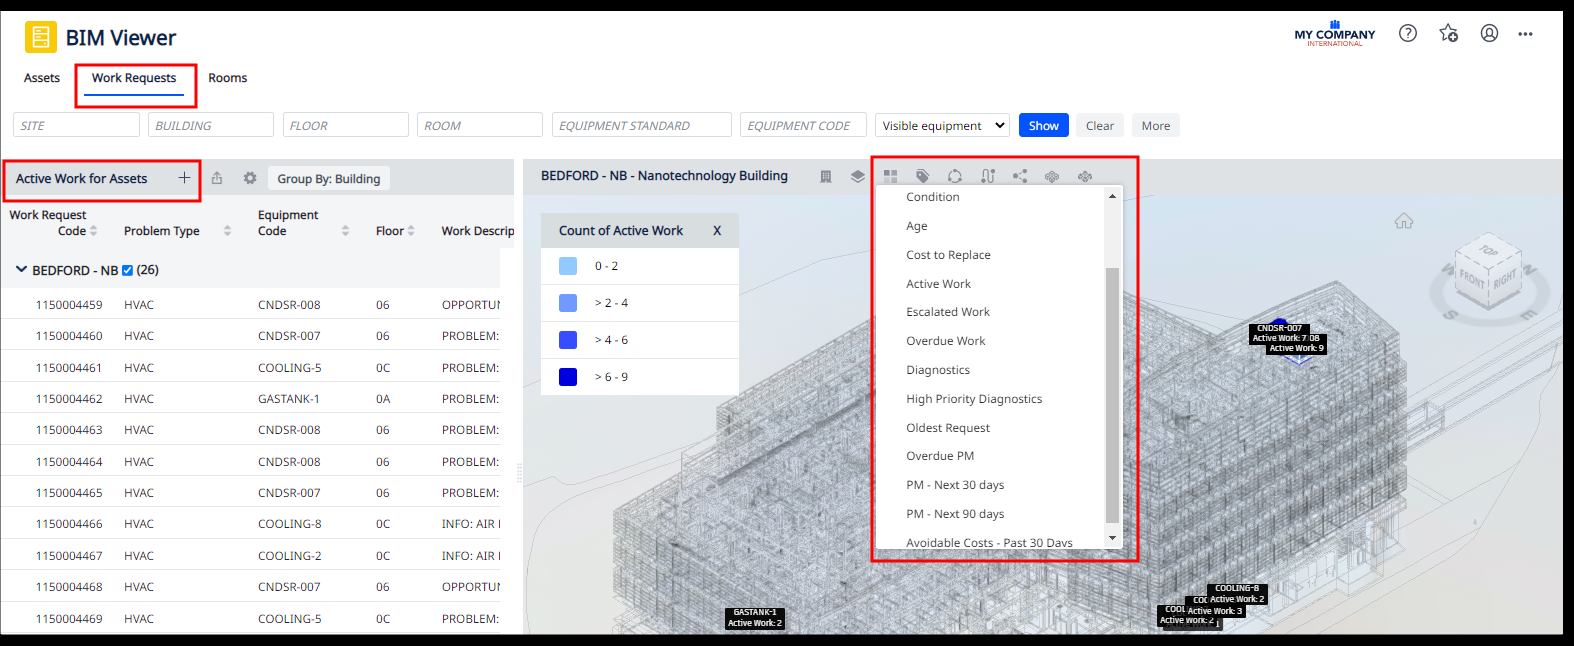 BIM Viewer
MY COMPANY
INTERNATIONAL
Assets Work Requests Rooms
SITE BUILDING FLOOR ROOM EQUIPMENT STANDARD EQUIPMENT CODE Visible equipment Show Clear More
Active Work for Assets + Group By: Building
Work Request Code Problem Type Equipment Code Floor Work Descrip
BEDFORD - NB (26)
1150004459 HVAC CNDSR-008 06 OPPORTU
1150004460 HVAC CNDSR-007 06 PROBLEM:
1150004461 HVAC COOLING-5 0C PROBLEM:
1150004462 HVAC GASTANK-1 0A PROBLEM:
1150004463 HVAC CNDSR-008 06 PROBLEM:
1150004464 HVAC CNDSR-008 06 PROBLEM:
1150004465 HVAC CNDSR-007 06 PROBLEM:
1150004466 HVAC COOLING-8 0C INFO: AIR
1150004467 HVAC COOLING-2 0C INFO: AIR
1150004468 HVAC CNDSR-007 06 OPPORTU
1150004469 HVAC COOLING-5 0C PROBLEM:
BEDFORD - NB - Nanotechnology Building
Count of Active Work X
0 - 2
> 2 - 4
> 4 - 6
> 6 - 9
Condition
Age
Cost to Replace
Active Work
Escalated Work
Overdue Work
Diagnostics
High Priority Diagnostics
Oldest Request
Overdue PM
PM - Next 30 days
PM - Next 90 days
Avoidable Costs - Past 30 Days
TOP
FRONT RIGHT
W N
S E
CNDSR-007
Active Work: 7 08
Active Work: 9
GASTANK-1
Active Work: 2
COOLING-8
Active Work: 2
COO
Active Work: 3
COOL
Active Work: 2